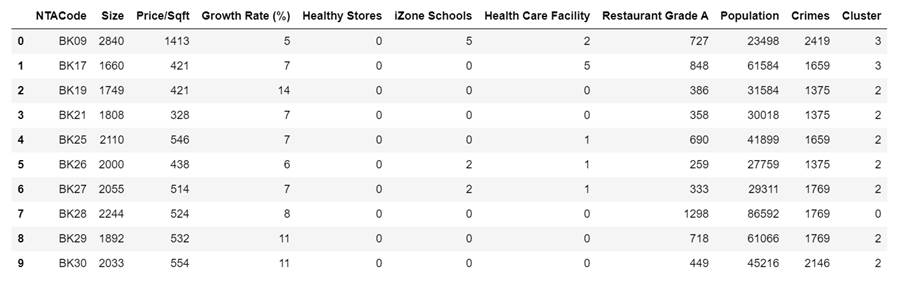 NTACode Size Price/Sqft Growth Rate (%) Healthy Stores iZone Schools Health Care Facility Restaurant Grade A Population Crimes Cluster
0 BK09 2840 1413 5 0 5 2 727 23498 2419 3
1 BK17 1660 421 7 0 0 5 848 61584 1659 3
2 BK19 1749 421 14 0 0 0 386 31584 1375 2
3 BK21 1808 328 7 0 0 0 358 30018 1375 2
4 BK25 2110 546 7 0 0 1 690 41899 1659 2
5 BK26 2000 438 6 0 2 1 259 27759 1375 2
6 BK27 2055 514 7 0 2 1 333 29311 1769 2
7 BK28 2244 524 8 0 0 0 1298 86592 1769 0
8 BK29 1892 532 11 0 0 0 718 61066 1769 2
9 BK30 2033 554 11 0 0 0 449 45216 2146 2